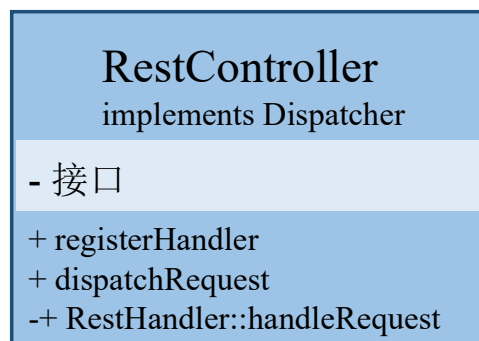 RestController
implements Dispatcher
- 接口
+ registerHandler
+ dispatchRequest
-+ RestHandler::handleRequest